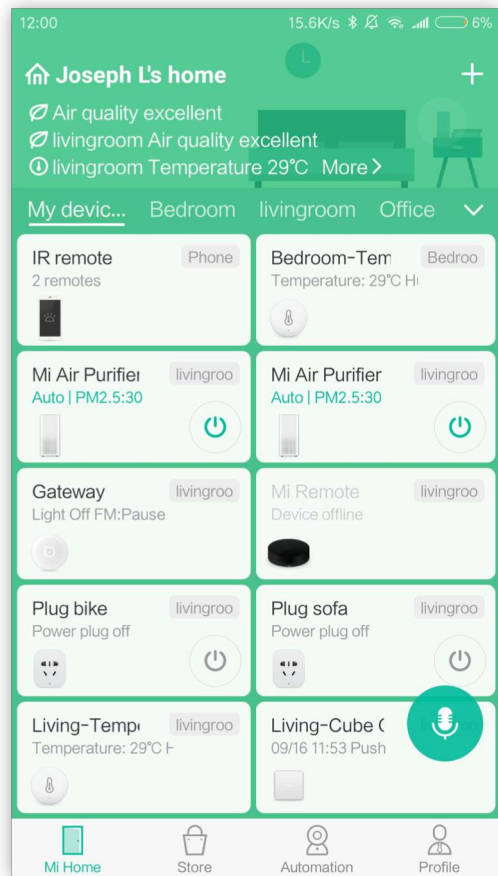 12:00 15.6K/s 6%
Joseph L's home
Air quality excellent
livingroom Air quality excellent
livingroom Temperature 29℃ More >
My devic... Bedroom livingroom Office
IR remote Phone
2 remotes
Bedroom-Tem Bedroo
Temperature: 29℃ H
Mi Air Purifier livingroo
Auto | PM2.5:30
Mi Air Purifier livingroo
Auto | PM2.5:30
Gateway livingroo
Light Off FM:Pause
Mi Remote livingroo
Device offline
Plug bike livingroo
Power plug off
Plug sofa livingroo
Power plug off
Living-Tempe livingroo
Temperature: 29℃ H
Living-Cube
09/16 11:53 Push
Mi Home Store Automation Profile